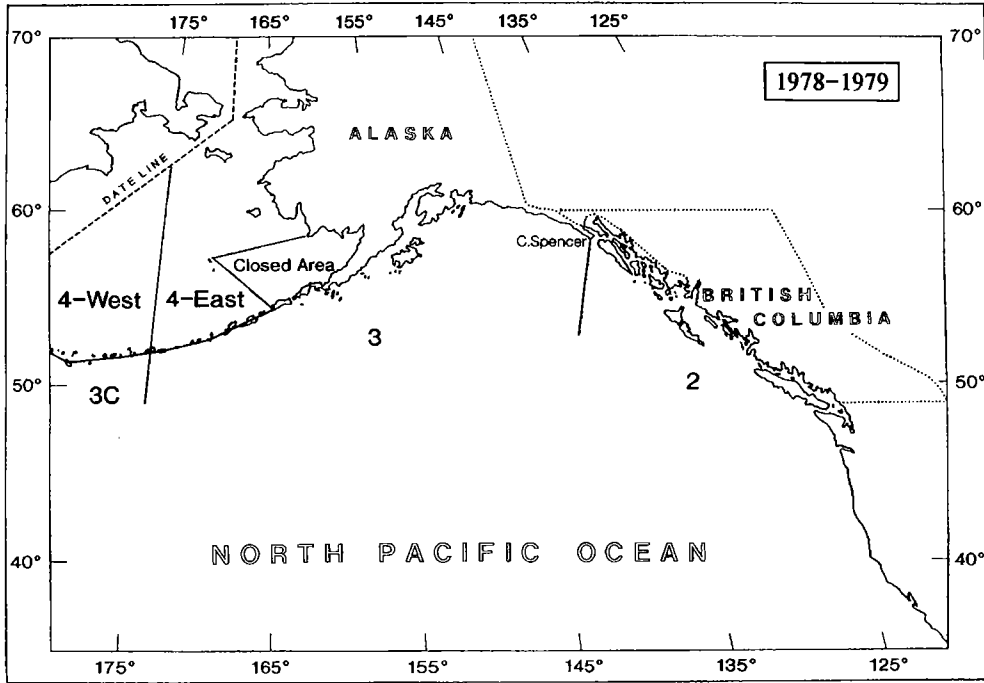 175° 165° 155° 145° 135° 125°
70° 70°
1978-1979
ALASKA
DATE LINE
60° 60°
C.Spencer
Closed Area
4-West 4-East
BRITISH
COLUMBIA
3
3C
2
50° 50°
NORTH PACIFIC OCEAN
40° 40°
175° 165° 155° 145° 135° 125°